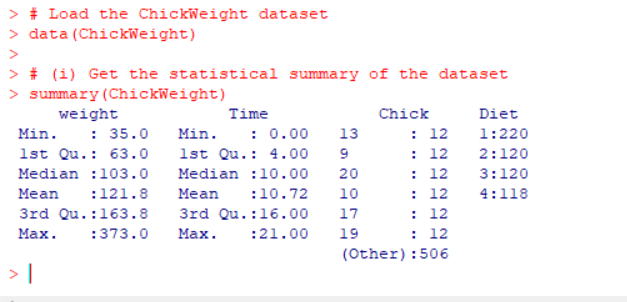 > # Load the ChickWeight dataset
> data(ChickWeight)
>
> # (i) Get the statistical summary of the dataset
> summary(ChickWeight)
     weight           Time           Chick     Diet
 Min.   : 35.0   Min.   : 0.00   13     : 12   1:220
 1st Qu.: 63.0   1st Qu.: 4.00   9      : 12   2:120
 Median :103.0   Median :10.00   20     : 12   3:120
 Mean   :121.8   Mean   :10.72   10     : 12   4:118
 3rd Qu.:163.8   3rd Qu.:16.00   17     : 12
 Max.   :373.0   Max.   :21.00   19     : 12
                                 (Other):506
>